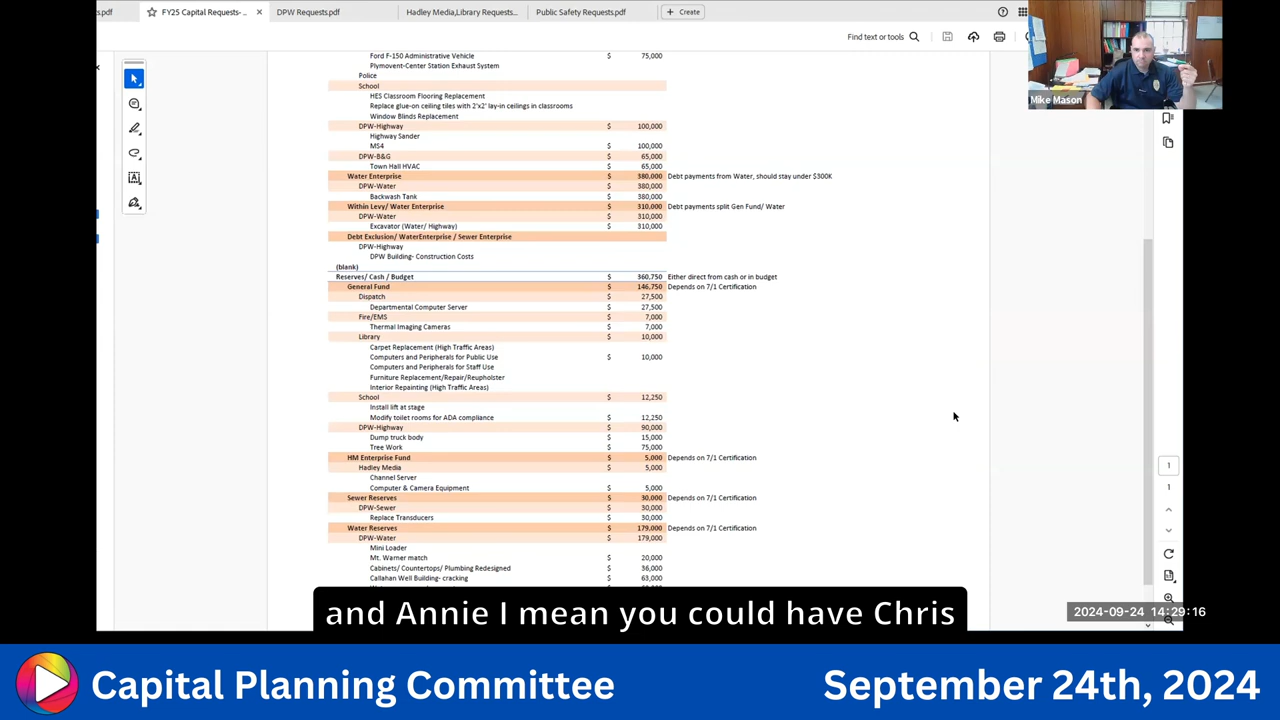 s.pdf FY25 Capital Requests-... × DPW Requests.pdf Hadley Media,Library Requests... Public Safety Requests.pdf + Create
Find text or tools
Mike Mason
Ford F-150 Administrative Vehicle $ 75,000
Plymovent-Center Station Exhaust System
Police
School
HES Classroom Flooring Replacement
Replace glue-on ceiling tiles with 2'x2' lay-in ceilings in classrooms
Window Blinds Replacement
DPW-Highway $ 100,000
Highway Sander
MS4 $ 100,000
DPW-B&G $ 65,000
Town Hall HVAC $ 65,000
Water Enterprise $ 380,000 Debt payments from Water, should stay under $300K
DPW-Water $ 380,000
Backwash Tank $ 380,000
Within Levy/ Water Enterprise $ 310,000 Debt payments split Gen Fund/ Water
DPW-Water $ 310,000
Excavator (Water/ Highway) $ 310,000
Debt Exclusion/ WaterEnterprise / Sewer Enterprise
DPW-Highway
DPW Building- Construction Costs
(blank)
Reserves/ Cash / Budget $ 360,750 Either direct from cash or in budget
General Fund $ 146,750 Depends on 7/1 Certification
Dispatch $ 27,500
Departmental Computer Server $ 27,500
Fire/EMS $ 7,000
Thermal Imaging Cameras $ 7,000
Library $ 10,000
Carpet Replacement (High Traffic Areas)
Computers and Peripherals for Public Use $ 10,000
Computers and Peripherals for Staff Use
Furniture Replacement/Repair/Reupholster
Interior Repainting (High Traffic Areas)
School $ 12,250
Install lift at stage
Modify toilet rooms for ADA compliance $ 12,250
DPW-Highway $ 90,000
Dump truck body $ 15,000
Tree Work $ 75,000
HM Enterprise Fund $ 5,000 Depends on 7/1 Certification
Hadley Media $ 5,000
Channel Server
Computer & Camera Equipment $ 5,000
Sewer Reserves $ 30,000 Depends on 7/1 Certification
DPW-Sewer $ 30,000
Replace Transducers $ 30,000
Water Reserves $ 179,000 Depends on 7/1 Certification
DPW-Water $ 179,000
Mini Loader
Mt. Warner match $ 20,000
Cabinets/ Countertops/ Plumbing Redesigned $ 36,000
Callahan Well Building- cracking $ 63,000
1
1
and Annie I mean you could have Chris
2024-09-24 14:29:16
Capital Planning Committee September 24th, 2024